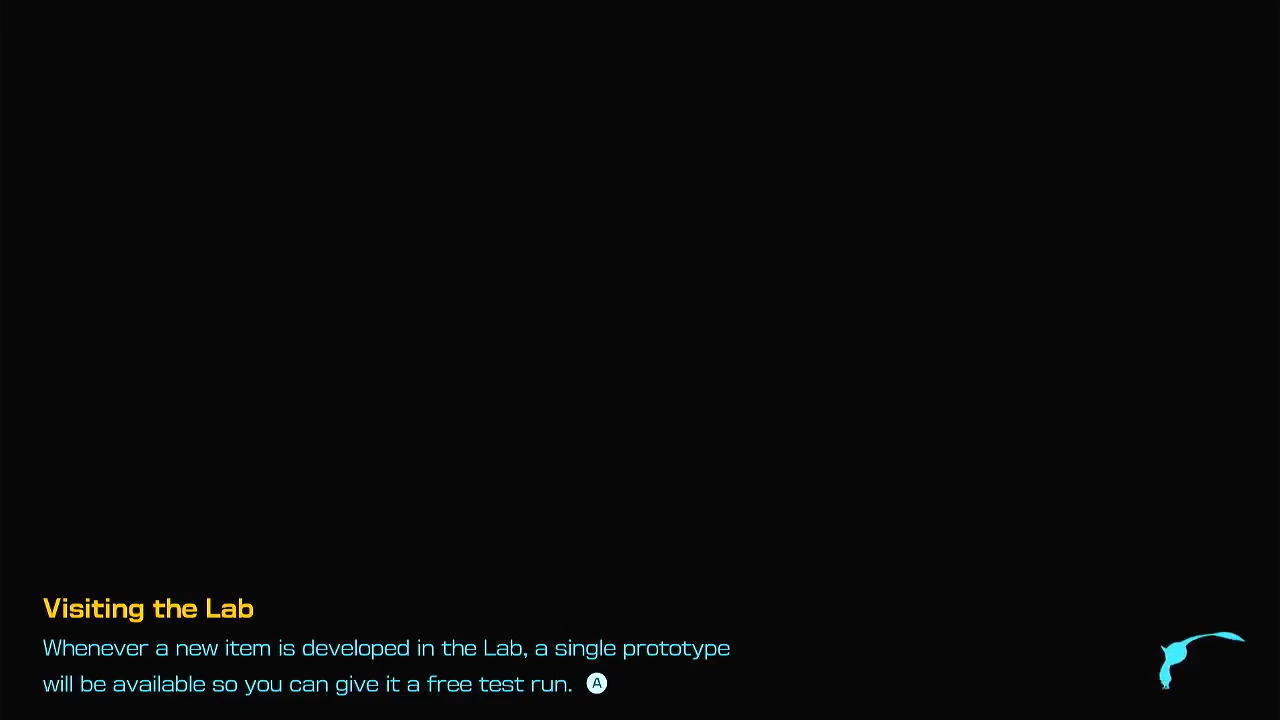 Visiting the Lab
Whenever a new item is developed in the Lab, a single prototype
will be available so you can give it a free test run. A